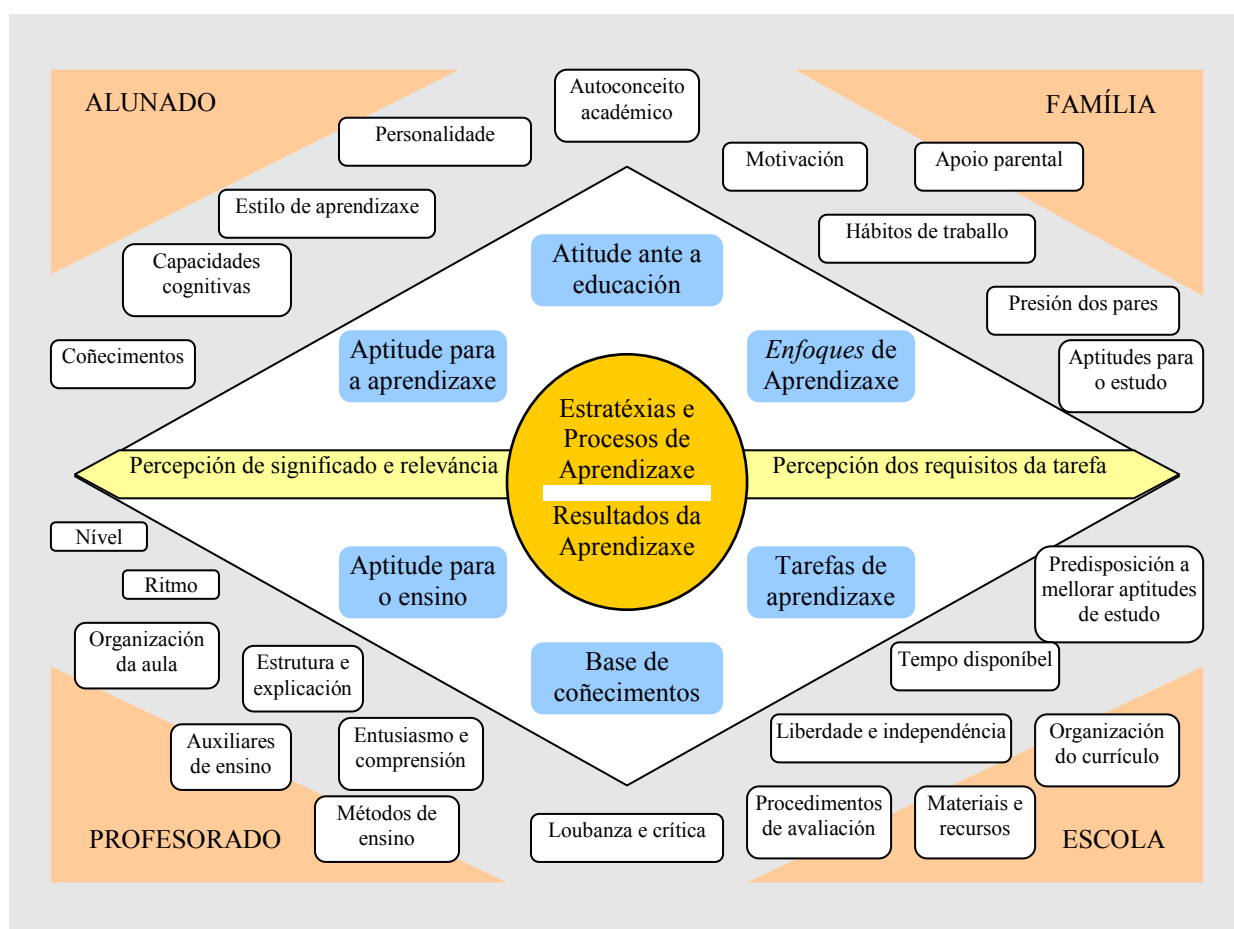 ALUNADO
Autoconceito
académico
FAMÍLIA
Personalidade
Motivación
Apoio parental
Estilo de aprendizaxe
Hábitos de traballo
Capacidades
cognitivas
Atitude ante a
educación
Presión dos pares
Coñecimentos
Aptitude para
a aprendizaxe
Enfoques de
Aprendizaxe
Aptitudes para
o estudo
Estratéxias e
Procesos de
Aprendizaxe
Percepción de significado e releváncia
Percepción dos requisitos da tarefa
Resultados da
Aprendizaxe
Nível
Ritmo
Aptitude para
o ensino
Tarefas de
aprendizaxe
Predisposición a
mellorar aptitudes
de estudo
Organización
da aula
Estrutura e
explicación
Base de
coñecimentos
Tempo disponíbel
Auxiliares
de ensino
Entusiasmo e
comprensión
Liberdade e independéncia
Organización
do currículo
PROFESORADO
Métodos de
ensino
Loubanza e crítica
Procedimentos
de avaliación
Materiais e
recursos
ESCOLA